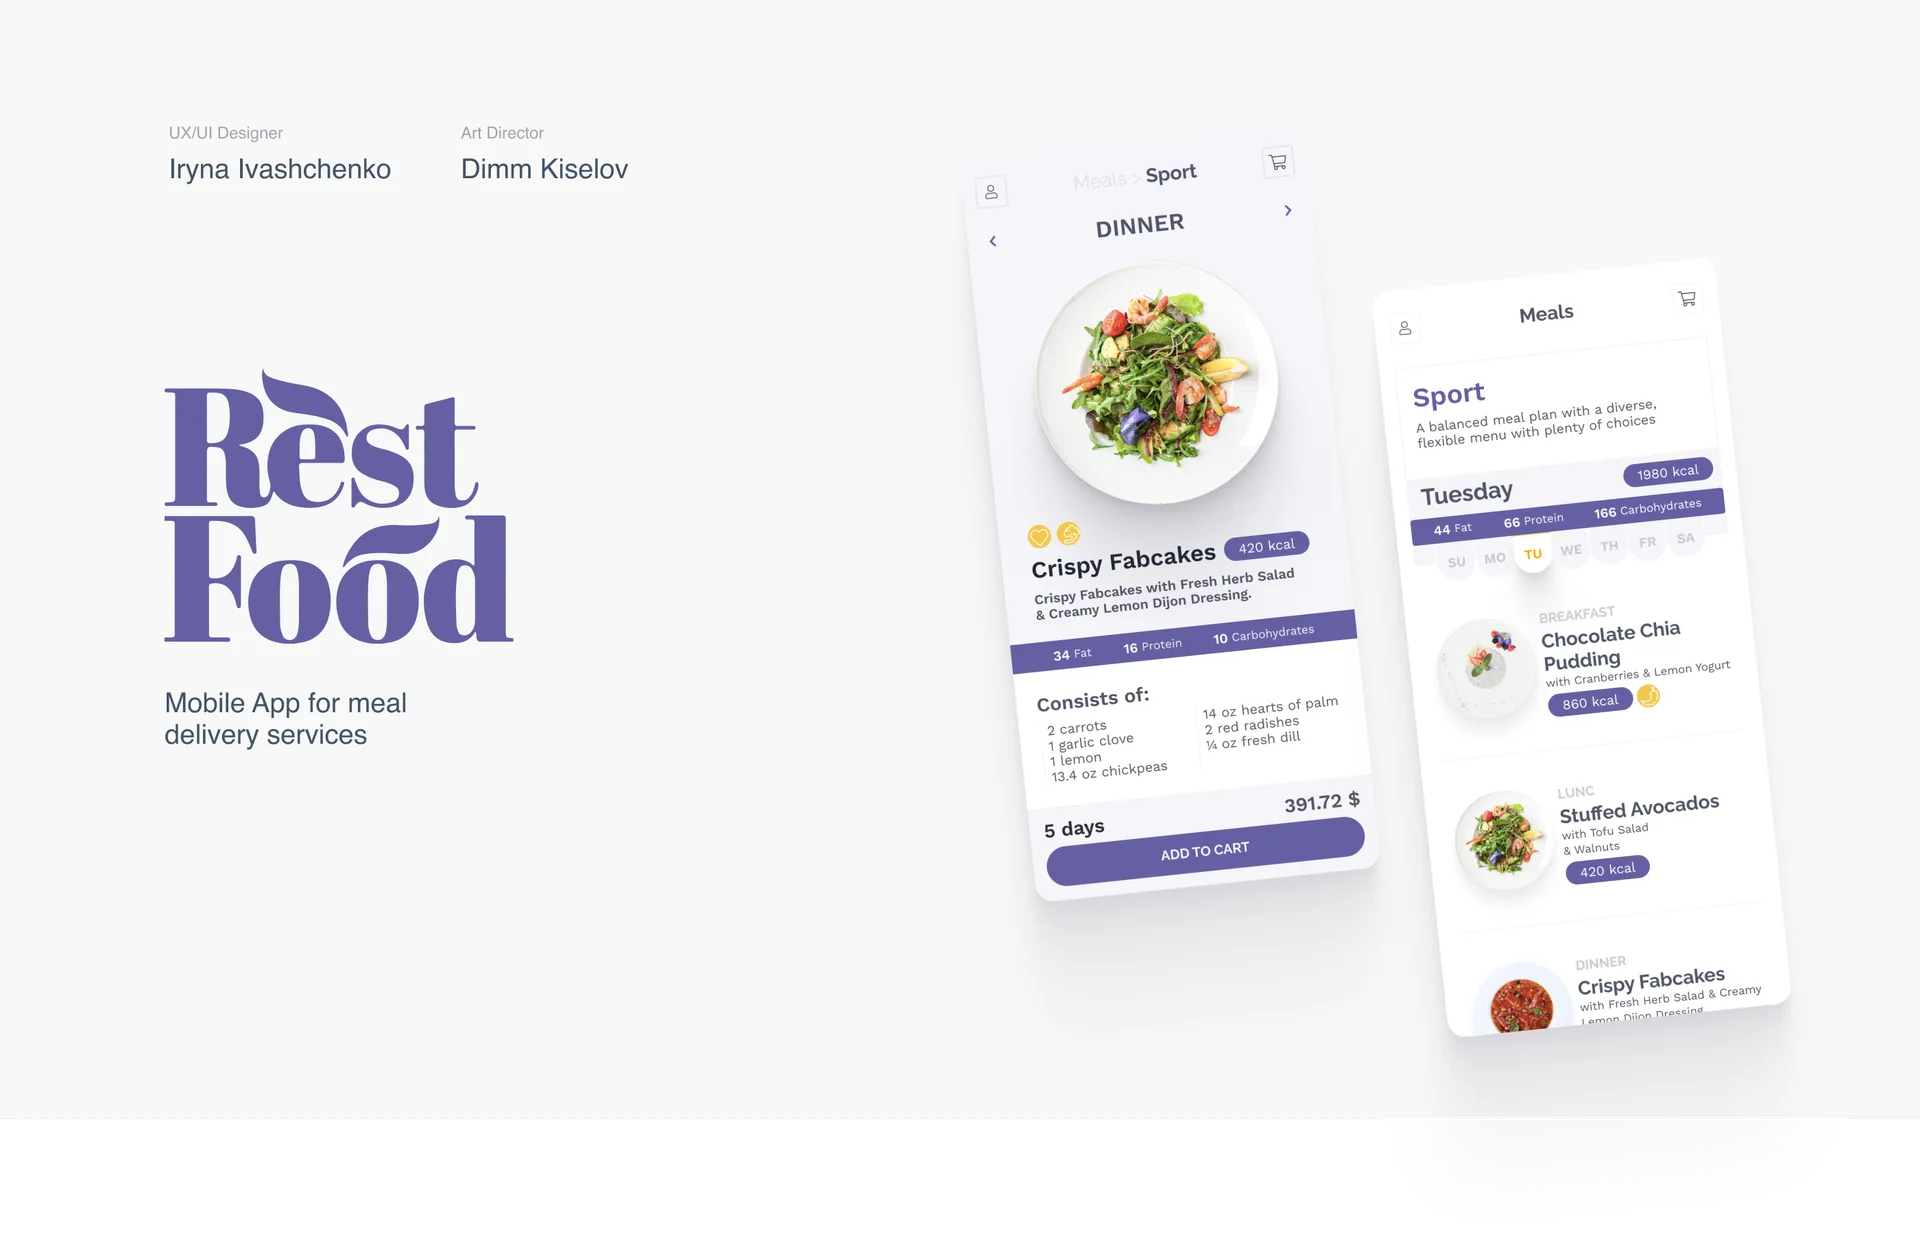 UX/UI Designer
Iryna Ivashchenko
Art Director
Dimm Kiselov
Rest
Food
Mobile App for meal
delivery services
Meals > Sport
DINNER
Crispy Fabcakes
420 kcal
Crispy Fabcakes with Fresh Herb Salad
& Creamy Lemon Dijon Dressing.
34 Fat
16 Protein
10 Carbohydrates
Consists of:
2 carrots
1 garlic clove
1 lemon
13.4 oz chickpeas
14 oz hearts of palm
2 red radishes
¼ oz fresh dill
5 days
391.72 $
ADD TO CART
Meals
Sport
A balanced meal plan with a diverse,
flexible menu with plenty of choices
Tuesday
1980 kcal
44 Fat
66 Protein
166 Carbohydrates
SU MO TU WE TH FR SA
BREAKFAST
Chocolate Chia
Pudding
with Cranberries & Lemon Yogurt
860 kcal
LUNC
Stuffed Avocados
with Tofu Salad
& Walnuts
420 kcal
DINNER
Crispy Fabcakes
with Fresh Herb Salad & Creamy
Lemon Dijon Dressing